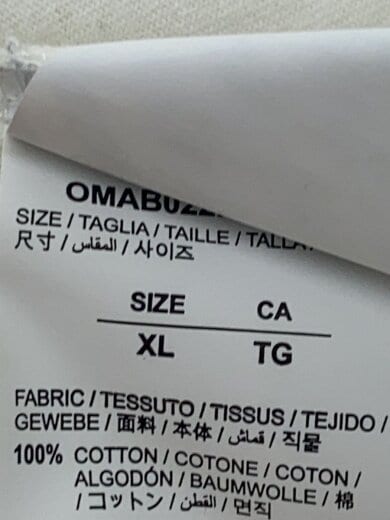 SIZE / TAGLIA / TAILLE / TALLA /
尺寸 / المقاس / 사이즈
SIZE CA
XL TG
FABRIC / TESSUTO / TISSUS / TEJIDO /
GEWEBE / 面料 / 本体 / قماش / 직물
100% COTTON / COTONE / COTON /
ALGODÓN / BAUMWOLLE / 棉
/ コットン / القطن / 면직